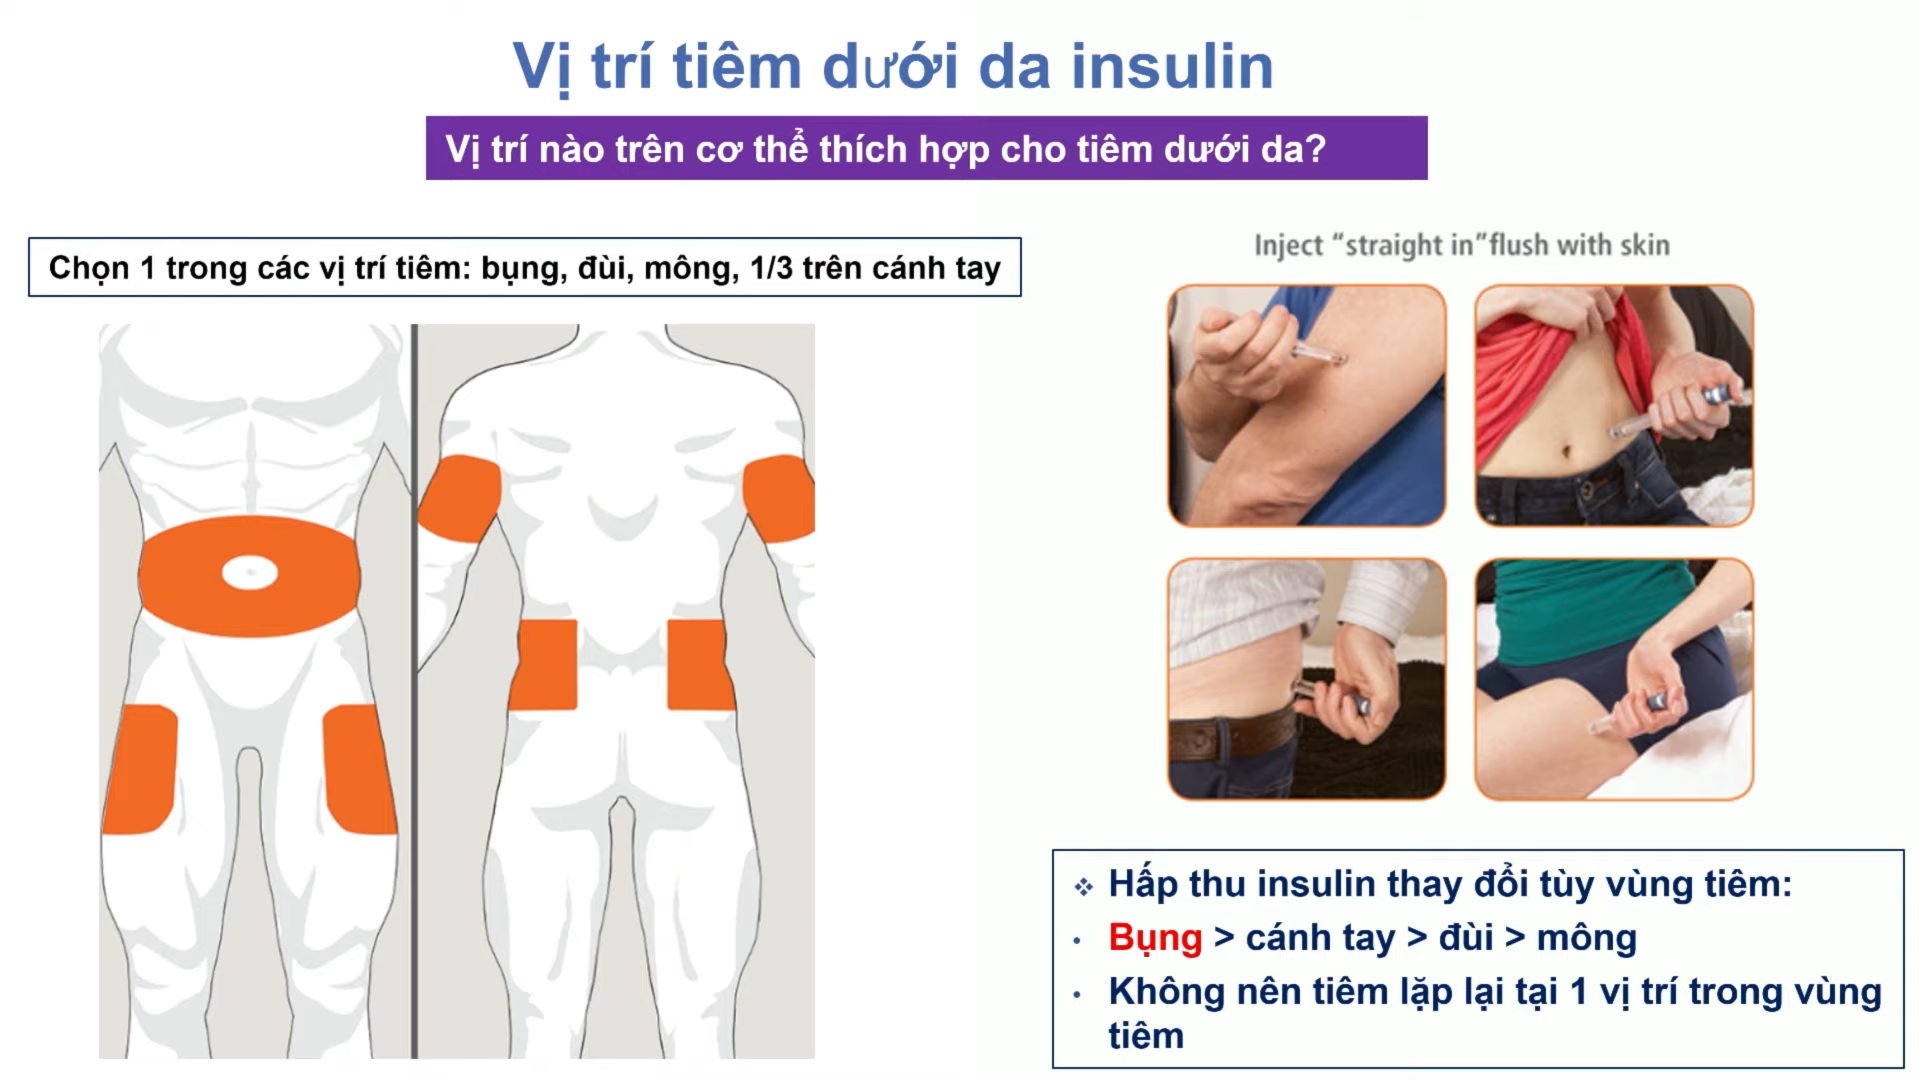 Vị trí tiêm dưới da insulin
Vị trí nào trên cơ thể thích hợp cho tiêm dưới da?
Chọn 1 trong các vị trí tiêm: bụng, đùi, mông, 1/3 trên cánh tay
Inject “straight in”flush with skin
❖ Hấp thu insulin thay đổi tùy vùng tiêm:
• Bụng > cánh tay > đùi > mông
• Không nên tiêm lặp lại tại 1 vị trí trong vùng
tiêm